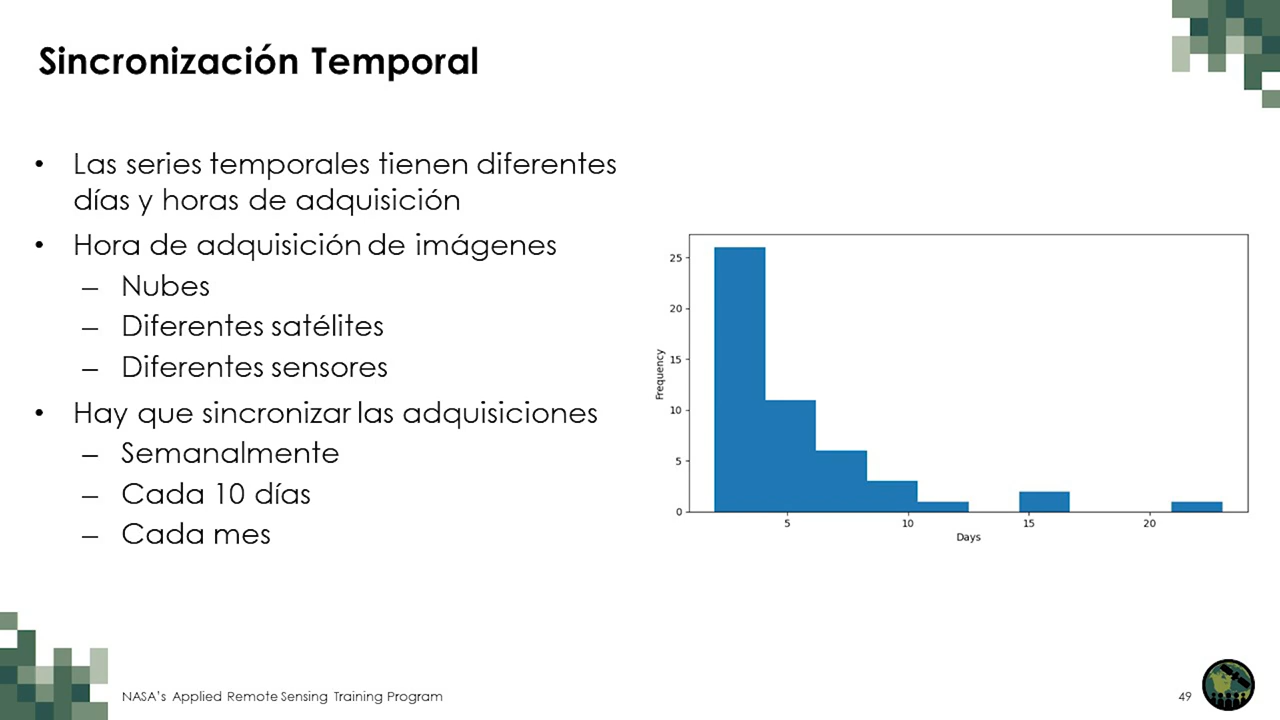 Sincronización Temporal
• Las series temporales tienen diferentes
días y horas de adquisición
• Hora de adquisición de imágenes
– Nubes
– Diferentes satélites
– Diferentes sensores
• Hay que sincronizar las adquisiciones
– Semanalmente
– Cada 10 días
– Cada mes
Frequency
25
20
15
10
5
0
5 10 15 20
Days
NASA's Applied Remote Sensing Training Program
49